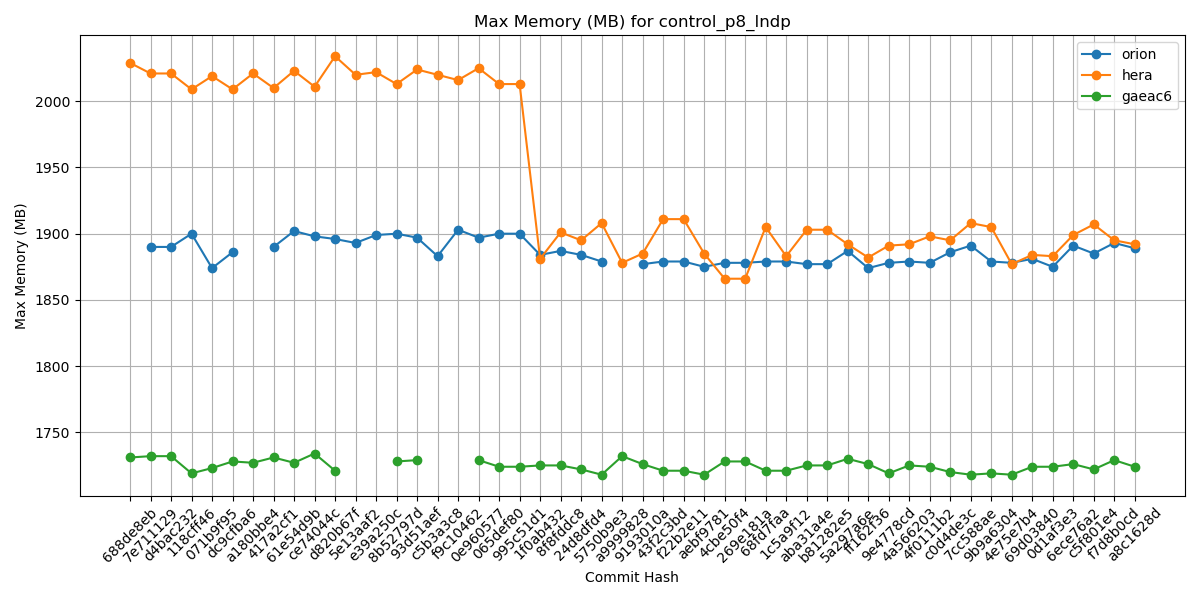 Max Memory (MB) for control_p8_lndp
orion
hera
gaeac6
Max Memory (MB)
2000
1950
1900
1850
1800
1750
688de8eb
7e711129
d4bac232
118cff46
071b9f95
dc9cfba6
a180bbe4
417a2cf1
61e54d9b
ce74044c
d820b67f
5e13aaf2
e39a250c
8b52797d
93d51aef
c5b3a3c8
f9c10462
0e960577
065def80
995c51d1
1f0ab432
8f8fddc8
24d8dfd4
5750b9e3
a9999828
9193010a
43f2c3bd
f22b2e11
aebf9781
4cbe50f4
269e181a
68fd7faa
1c5a9f12
aba31a4e
b81282e5
5a297a6e
ff162f36
9e4778cd
4a566203
4f0111b2
c0d4de3c
7cc588ae
9b9a6304
4e75e7b4
69d03840
0d1af3e3
6ece76a2
c5f801e4
f7d8b0cd
a8c1628d
Commit Hash